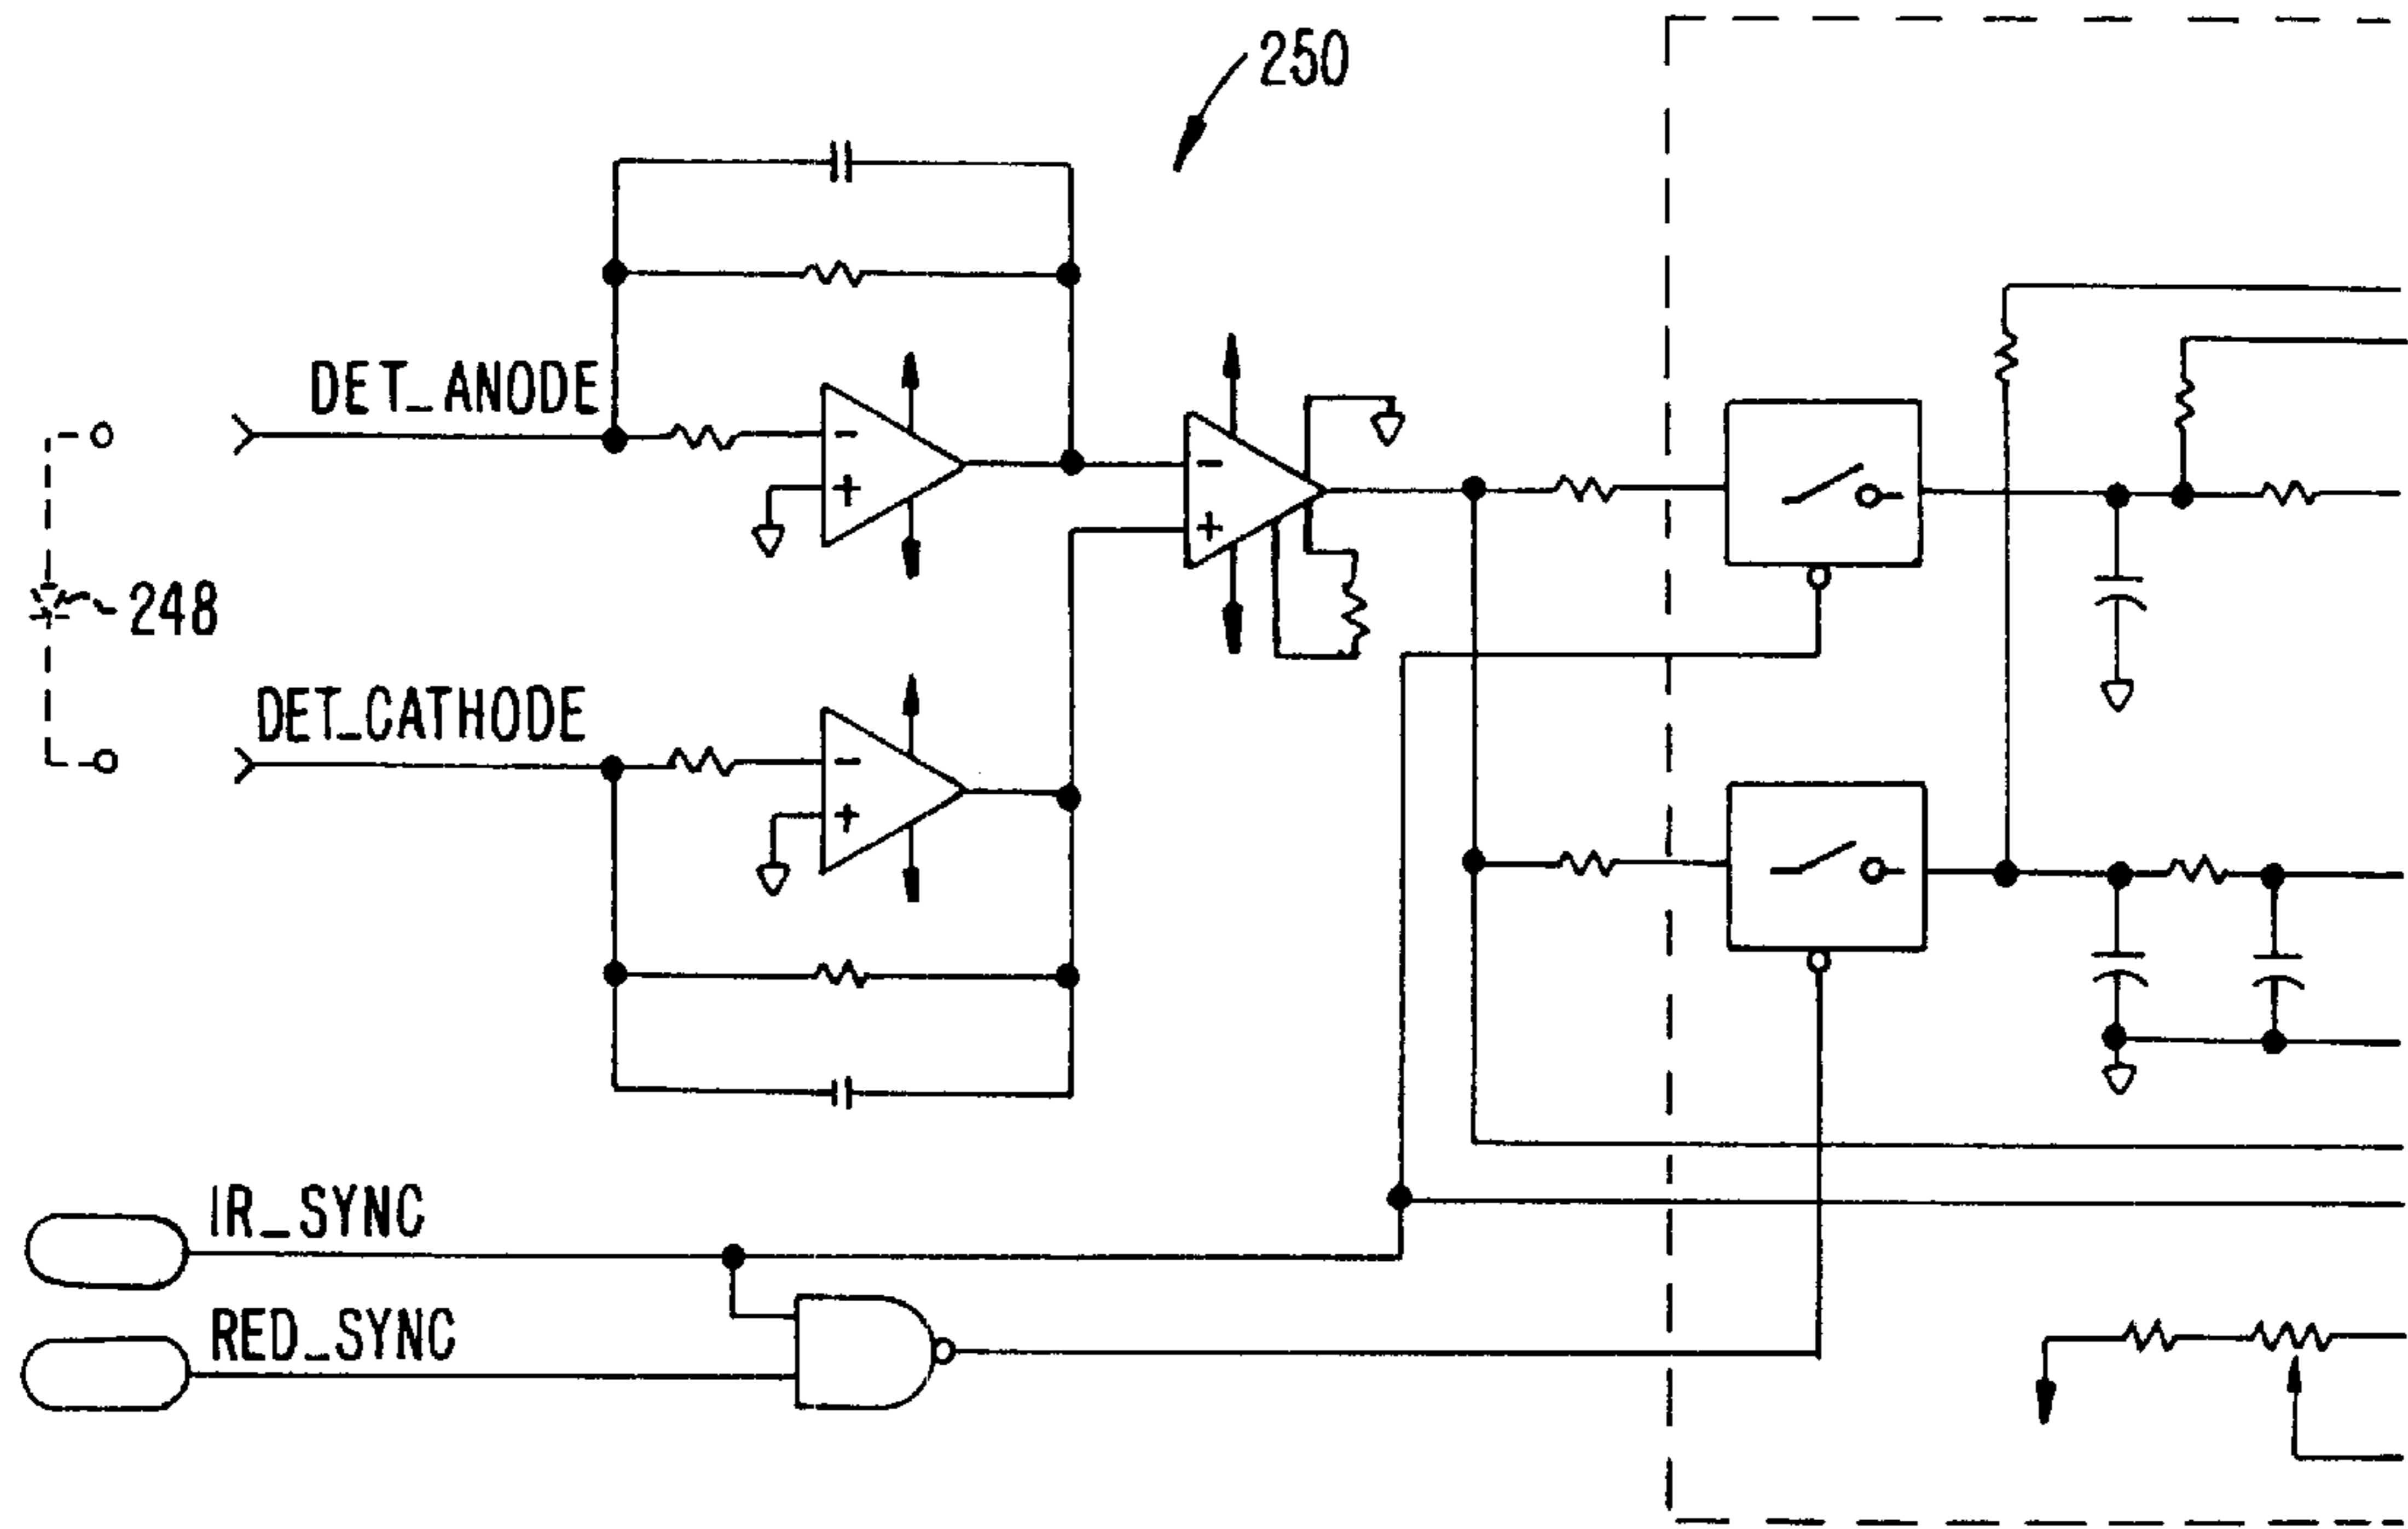 250
DET_ANODE
248
DET_CATHODE
IR_SYNC
RED_SYNC